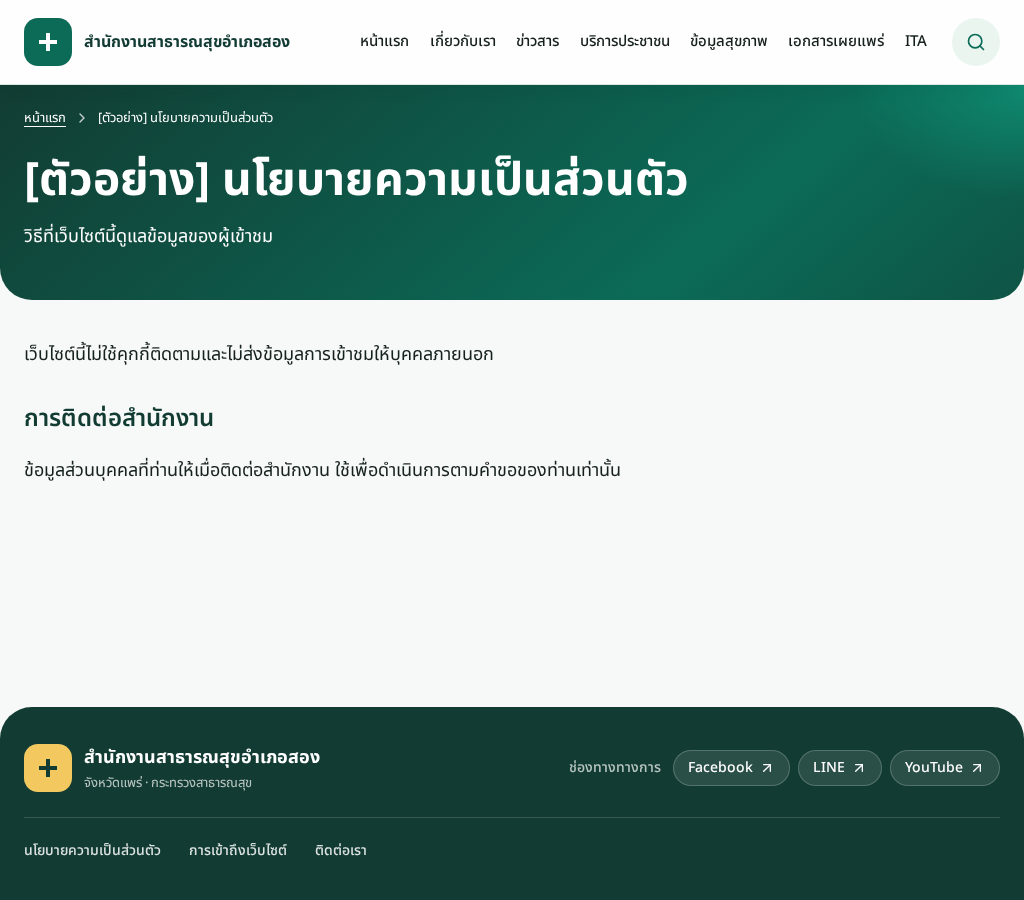 สำนักงานสาธารณสุขอำเภอสอง
หน้าแรก เกี่ยวกับเรา ข่าวสาร บริการประชาชน ข้อมูลสุขภาพ เอกสารเผยแพร่ ITA
หน้าแรก [ตัวอย่าง] นโยบายความเป็นส่วนตัว
[ตัวอย่าง] นโยบายความเป็นส่วนตัว
วิธีที่เว็บไซต์นี้ดูแลข้อมูลของผู้เข้าชม
เว็บไซต์นี้ไม่ใช้คุกกี้ติดตามและไม่ส่งข้อมูลการเข้าชมให้บุคคลภายนอก
การติดต่อสำนักงาน
ข้อมูลส่วนบุคคลที่ท่านให้เมื่อติดต่อสำนักงาน ใช้เพื่อดำเนินการตามคำขอของท่านเท่านั้น
สำนักงานสาธารณสุขอำเภอสอง
จังหวัดแพร่ · กระทรวงสาธารณสุข
ช่องทางทางการ Facebook LINE YouTube
นโยบายความเป็นส่วนตัว การเข้าถึงเว็บไซต์ ติดต่อเรา